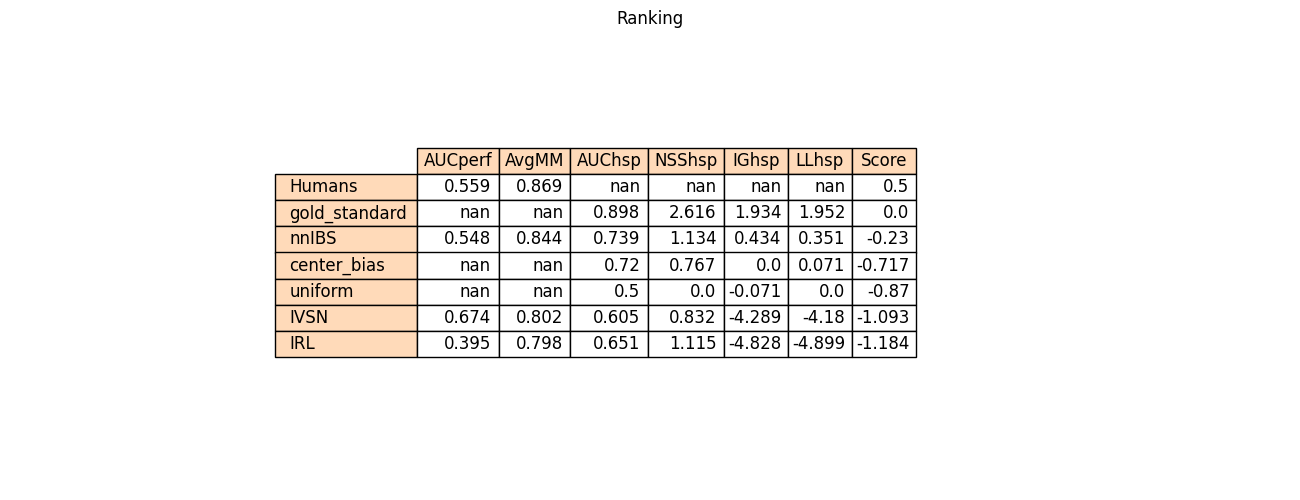 Ranking
AUCperf AvgMM AUChsp NSShsp IGhsp LLhsp Score
Humans 0.559 0.869 nan nan nan nan 0.5
gold_standard nan nan 0.898 2.616 1.934 1.952 0.0
nnIBS 0.548 0.844 0.739 1.134 0.434 0.351 -0.23
center_bias nan nan 0.72 0.767 0.0 0.071 -0.717
uniform nan nan 0.5 0.0 -0.071 0.0 -0.87
IVSN 0.674 0.802 0.605 0.832 -4.289 -4.18 -1.093
IRL 0.395 0.798 0.651 1.115 -4.828 -4.899 -1.184